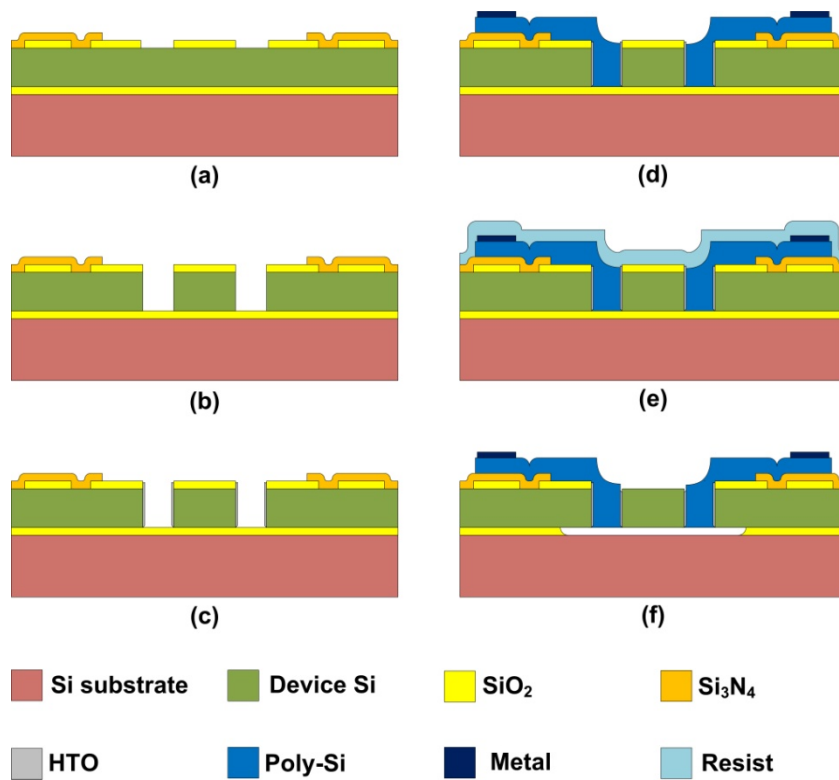 (a)
(d)
(b)
(e)
(c)
(f)
Si substrate
Device Si
SiO₂
Si₃N₄
HTO
Poly-Si
Metal
Resist